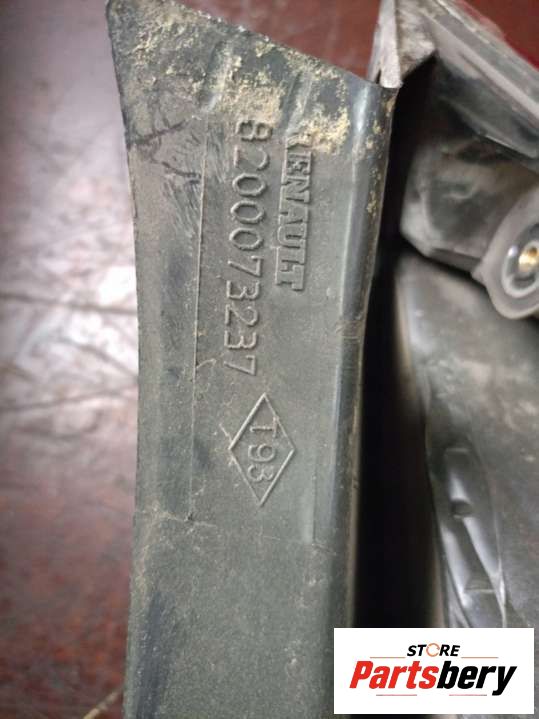 RENAULT
8200073237
T93
STORE
Partsbery